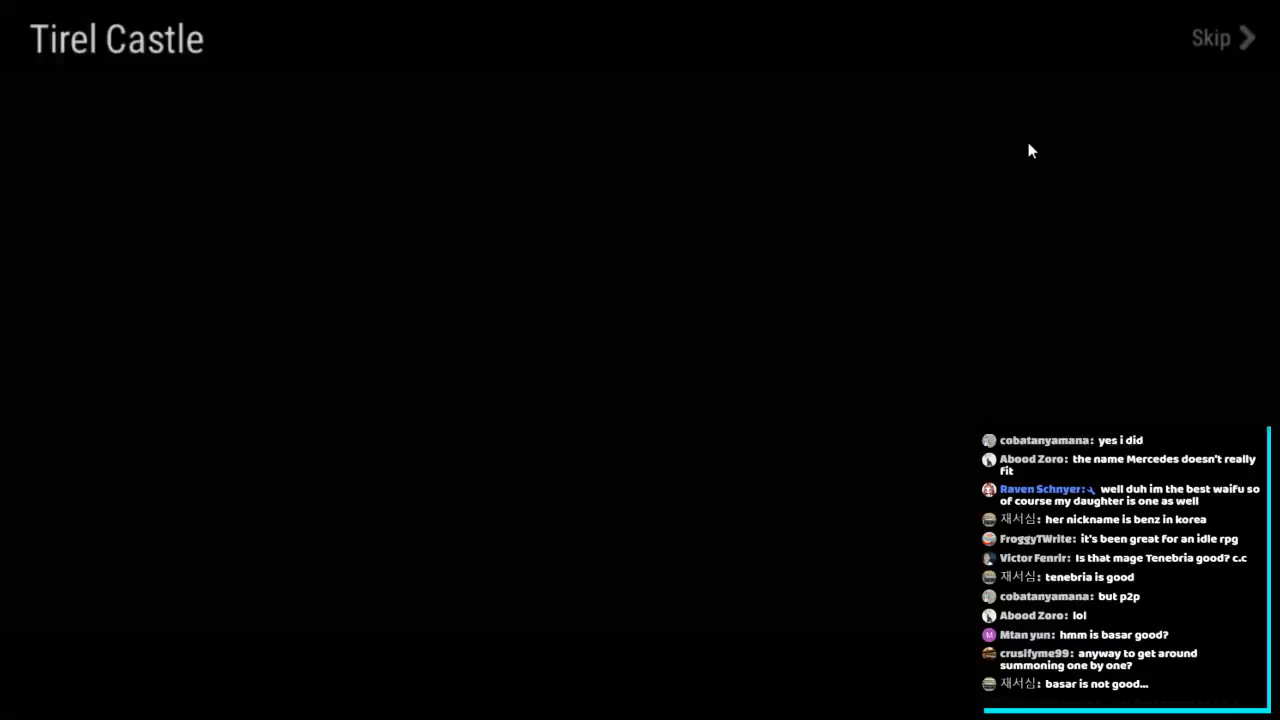 Tirel Castle
Skip
cobatanyamana: yes i did
Abood Zoro: the name Mercedes doesn't really
fit
Raven Schnyer: well duh im the best waifu so
of course my daughter is one as well
재서심: her nickname is benz in korea
FroggyTWrite: it's been great for an idle rpg
Victor Fenrir: Is that mage Tenebria good? c.c
재서심: tenebria is good
cobatanyamana: but p2p
Abood Zoro: lol
M Mtan yun: hmm is basar good?
crusifyme99: anyway to get around
summoning one by one?
재서심: basar is not good...